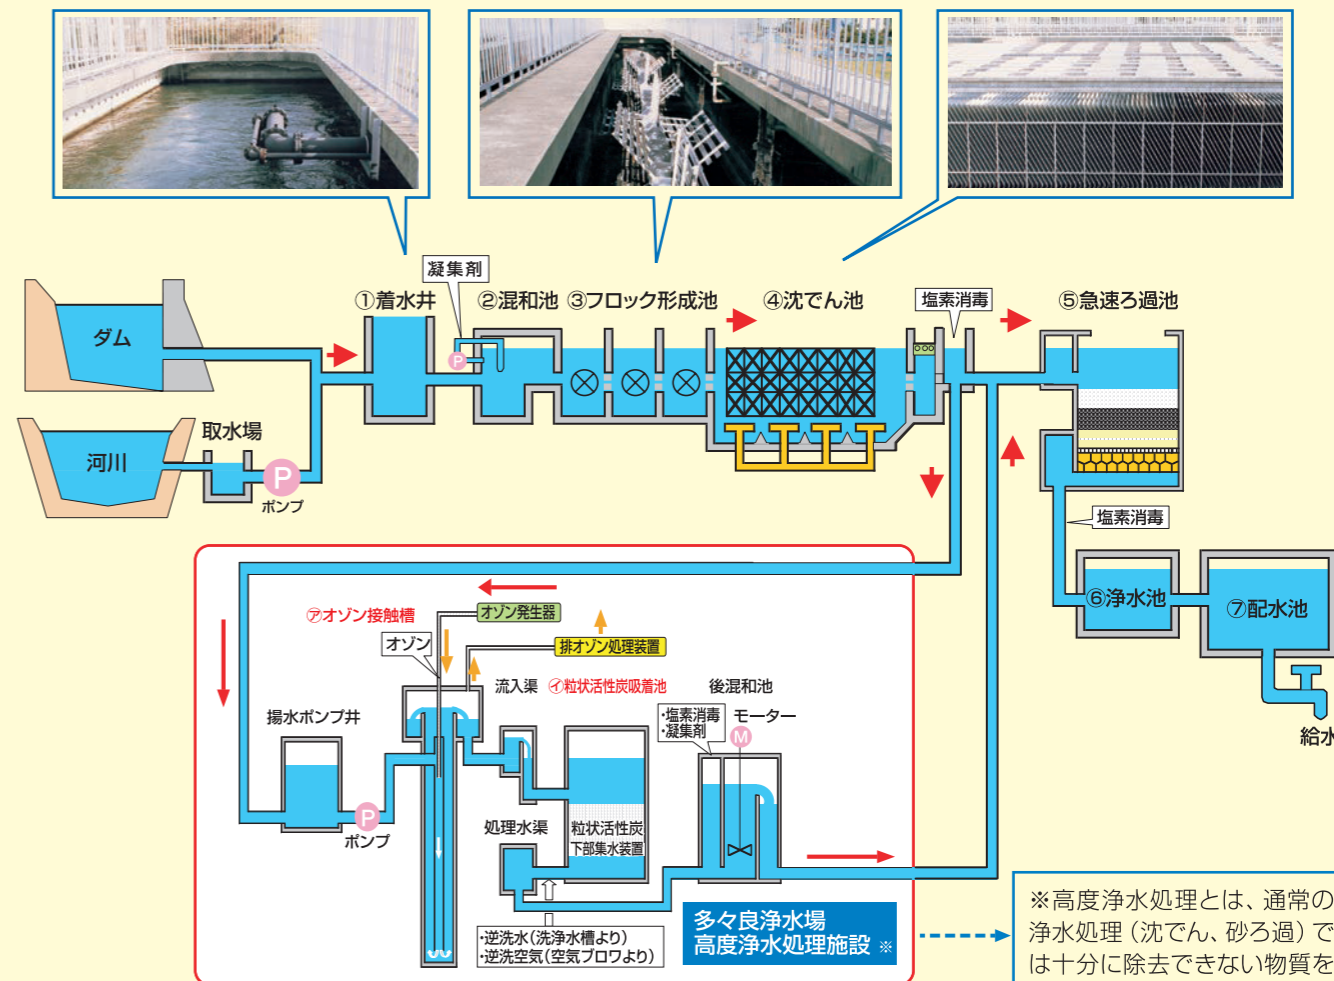 凝集剤
①着水井
②混和池
③フロック形成池
④沈でん池
塩素消毒
⑤急速ろ過池
ダム
P
取水場
河川
P
ポンプ
塩素消毒
⑥浄水池
⑦配水池
給水
㋐オゾン接触槽
オゾン発生器
オゾン
排オゾン処理装置
流入渠
㋑粒状活性炭吸着池
後混和池
揚水ポンプ井
・塩素消毒
・凝集剤
モーター
M
P
ポンプ
処理水渠
粒状活性炭
下部集水装置
・逆洗水(洗浄水槽より)
・逆洗空気(空気ブロワより)
多々良浄水場
高度浄水処理施設 ※
※高度浄水処理とは、通常の
浄水処理(沈でん、砂ろ過)で
は十分に除去できない物質を